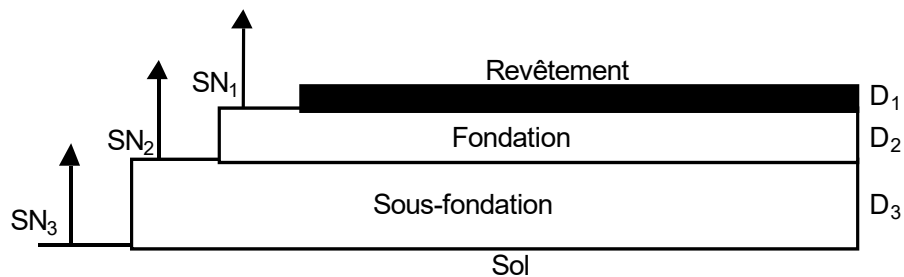 Revêtement
SN1
D1
SN2
Fondation
D2
SN3
Sous-fondation
D3
Sol